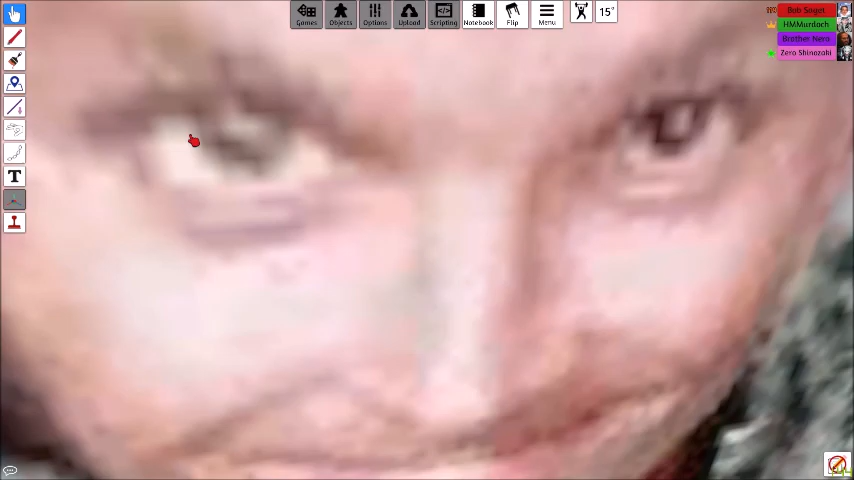 Games Objects Options Upload Scripting Notebook Flip Menu 15°
Bob Saget
HMMurdoch
Brother Nero
Zero Shinozaki
T